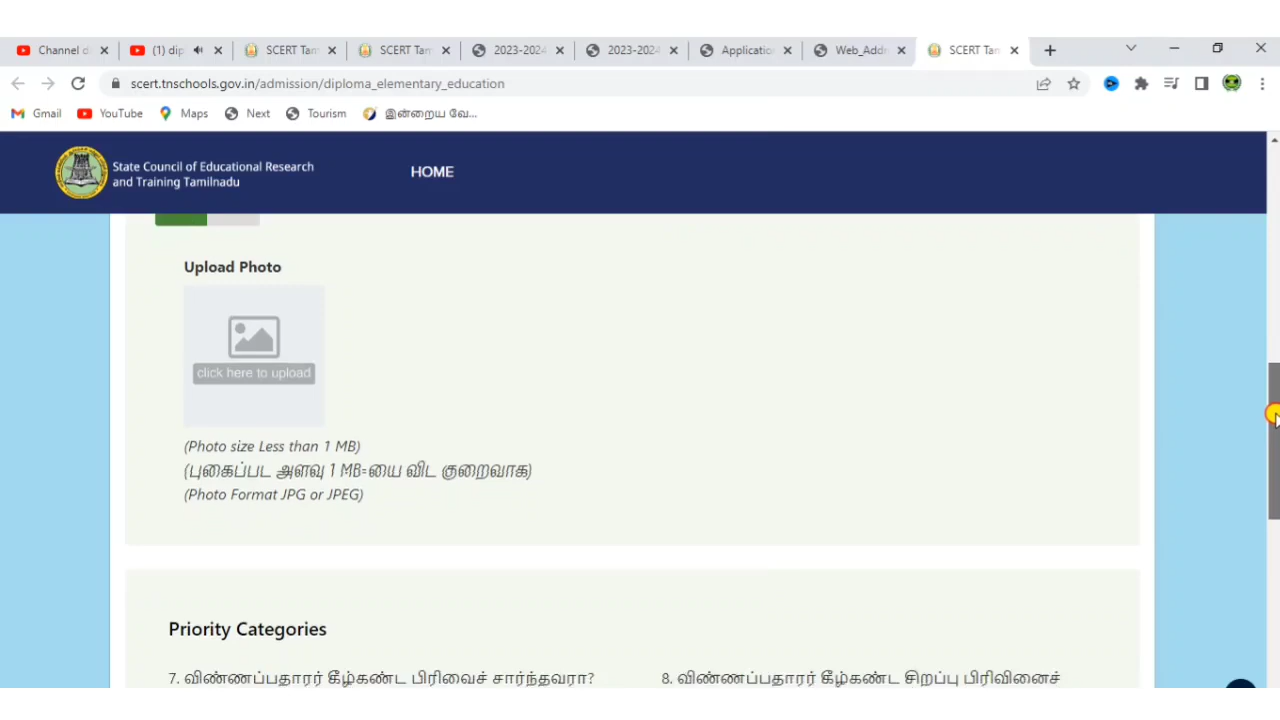 Channel d
(1) dip
SCERT Tam
SCERT Tam
2023-2024
2023-2024
Application
Web_Addr
SCERT Tam
scert.tnschools.gov.in/admission/diploma_elementary_education
Gmail YouTube Maps Next Tourism இன்றைய வே...
State Council of Educational Research
and Training Tamilnadu
HOME
Upload Photo
click here to upload
(Photo size Less than 1 MB)
(புகைப்பட அளவு 1 MB=யை விட குறைவாக)
(Photo Format JPG or JPEG)
Priority Categories
7. விண்ணப்பதாரர் கீழ்கண்ட பிரிவைச் சார்ந்தவரா?
8. விண்ணப்பதாரர் கீழ்கண்ட சிறப்பு பிரிவினைச்